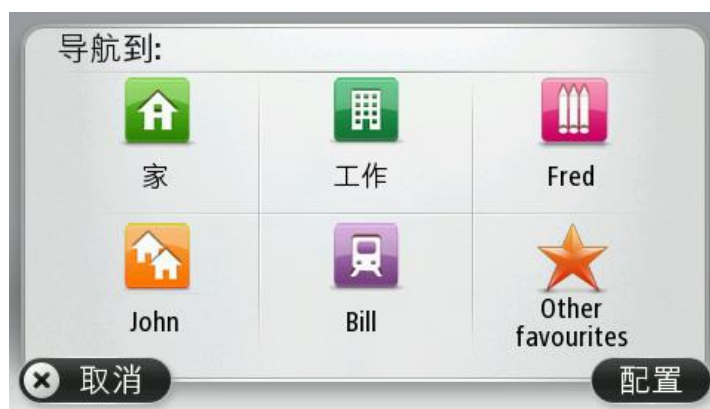 导航到:
家
工作
Fred
John
Bill
Other
favourites
取消
配置